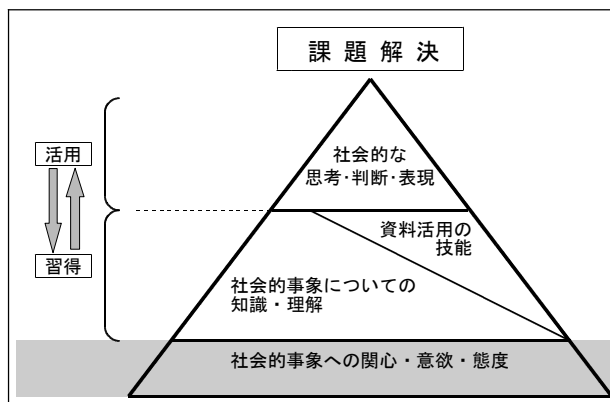 課題解決
社会的な
思考・判断・表現
活用
資料活用の
技能
習得
社会的事象についての
知識・理解
社会的事象への関心・意欲・態度